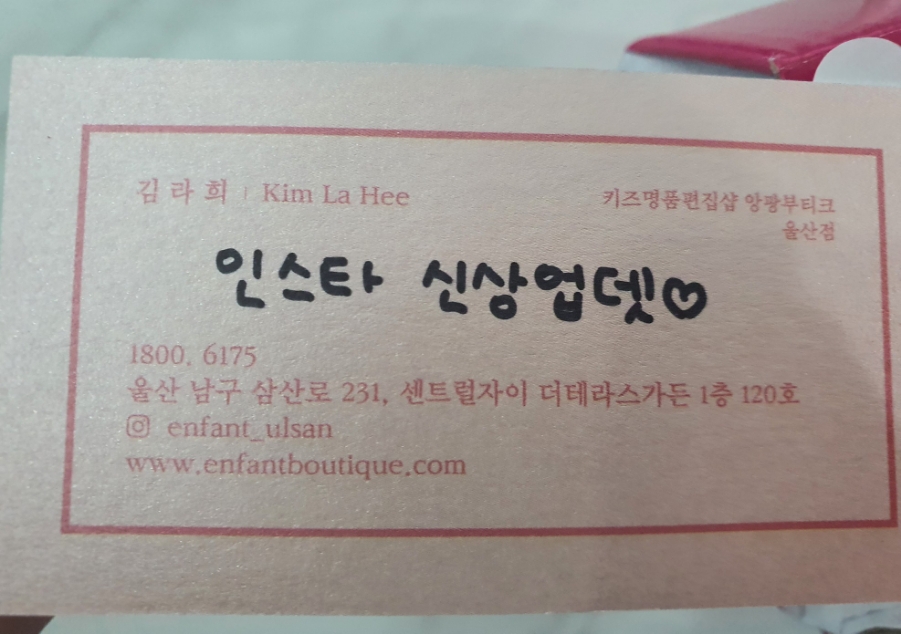 김 라 희 | Kim La Hee
키즈명품편집샵 앙팡부티크
울산점
인스타 신상업뎃♡
1800. 6175
울산 남구 삼산로 231, 센트럴자이 더테라스가든 1층 120호
enfant_ulsan
www.enfantboutique.com